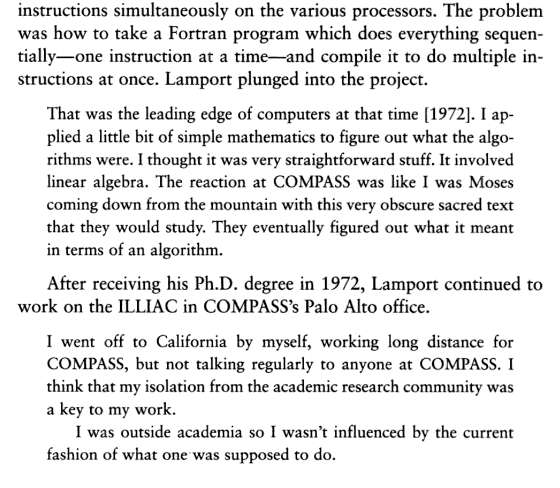 instructions simultaneously on the various processors. The problem
was how to take a Fortran program which does everything sequen-
tially—one instruction at a time—and compile it to do multiple in-
structions at once. Lamport plunged into the project.
That was the leading edge of computers at that time [1972]. I ap-
plied a little bit of simple mathematics to figure out what the algo-
rithms were. I thought it was very straightforward stuff. It involved
linear algebra. The reaction at COMPASS was like I was Moses
coming down from the mountain with this very obscure sacred text
that they would study. They eventually figured out what it meant
in terms of an algorithm.
After receiving his Ph.D. degree in 1972, Lamport continued to
work on the ILLIAC in COMPASS's Palo Alto office.
I went off to California by myself, working long distance for
COMPASS, but not talking regularly to anyone at COMPASS. I
think that my isolation from the academic research community was
a key to my work.
I was outside academia so I wasn't influenced by the current
fashion of what one was supposed to do.